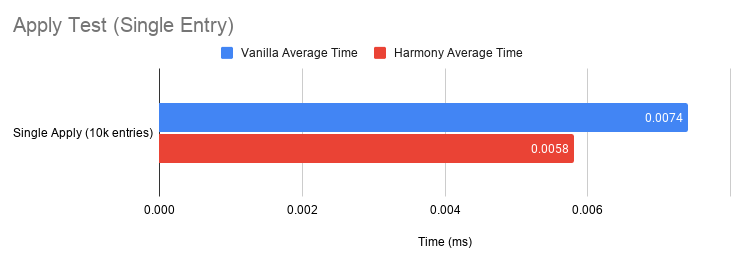 Apply Test (Single Entry)
Vanilla Average Time Harmony Average Time
0.0074
Single Apply (10k entries)
0.0058
0.000 0.002 0.004 0.006
Time (ms)